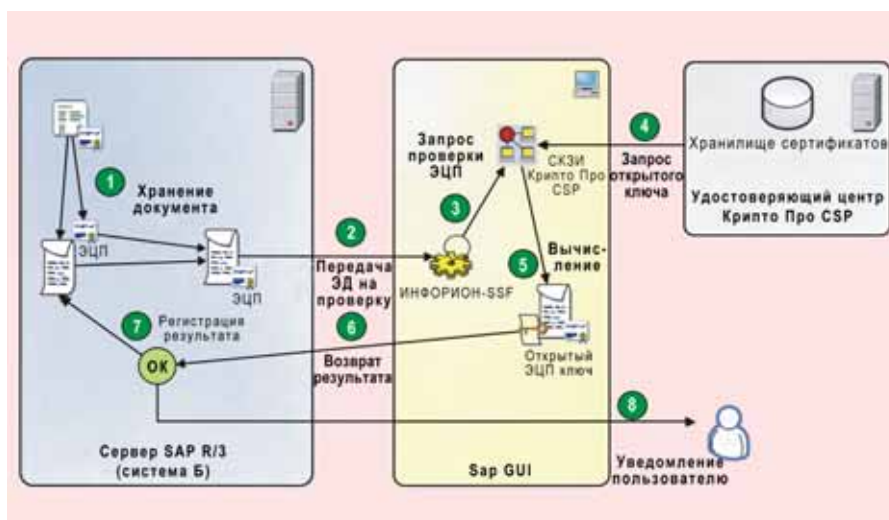 1
Хранение
документа
ЭЦП
ЭЦП
2
Передача
ЭД на
проверку
7
Регистрация
результата
OK
6
Возврат
результата
Сервер SAP R/3
(система Б)
Запрос
проверки
ЭЦП
СКЗИ
Крипто Про
CSP
3
ИНФОРИОН-SSF
5
Вычис-
ление
Открытый
ЭЦП ключ
Sap GUI
4
Запрос
открытого
ключа
Хранилище сертификатов
Удостоверяющий центр
Крипто Про CSP
8
Уведомление
пользователю